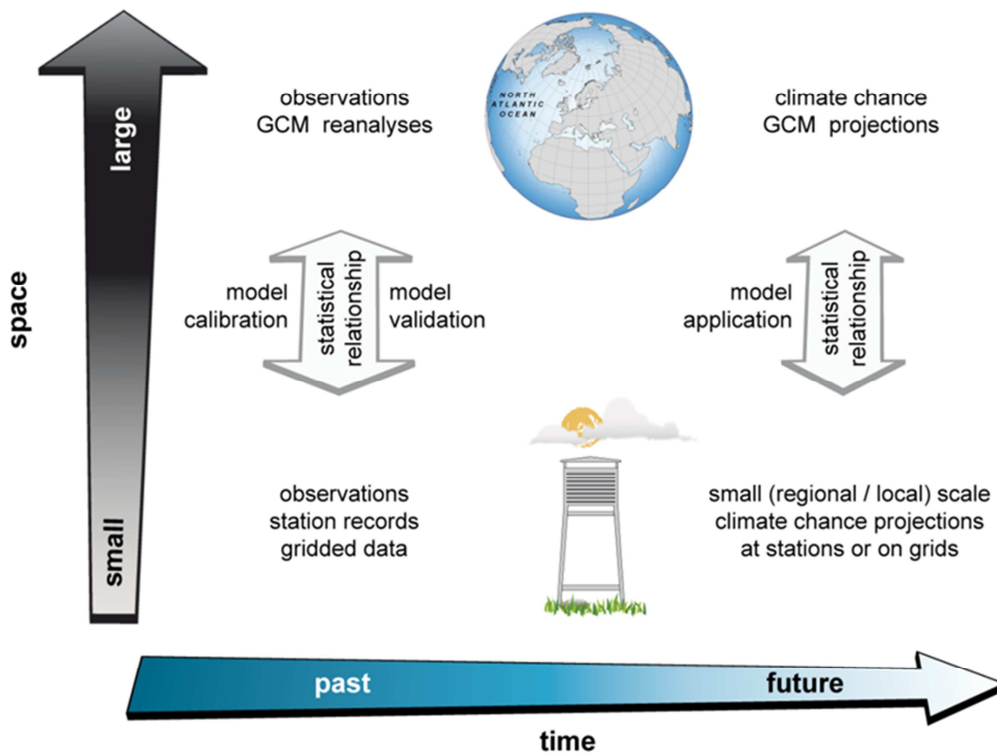 large
small
space
observations
GCM reanalyses
NORTH
ATLANTIC
OCEAN
climate chance
GCM projections
model
calibration
statistical
relationship
model
validation
model
application
statistical
relationship
observations
station records
gridded data
small (regional / local) scale
climate chance projections
at stations or on grids
past
future
time